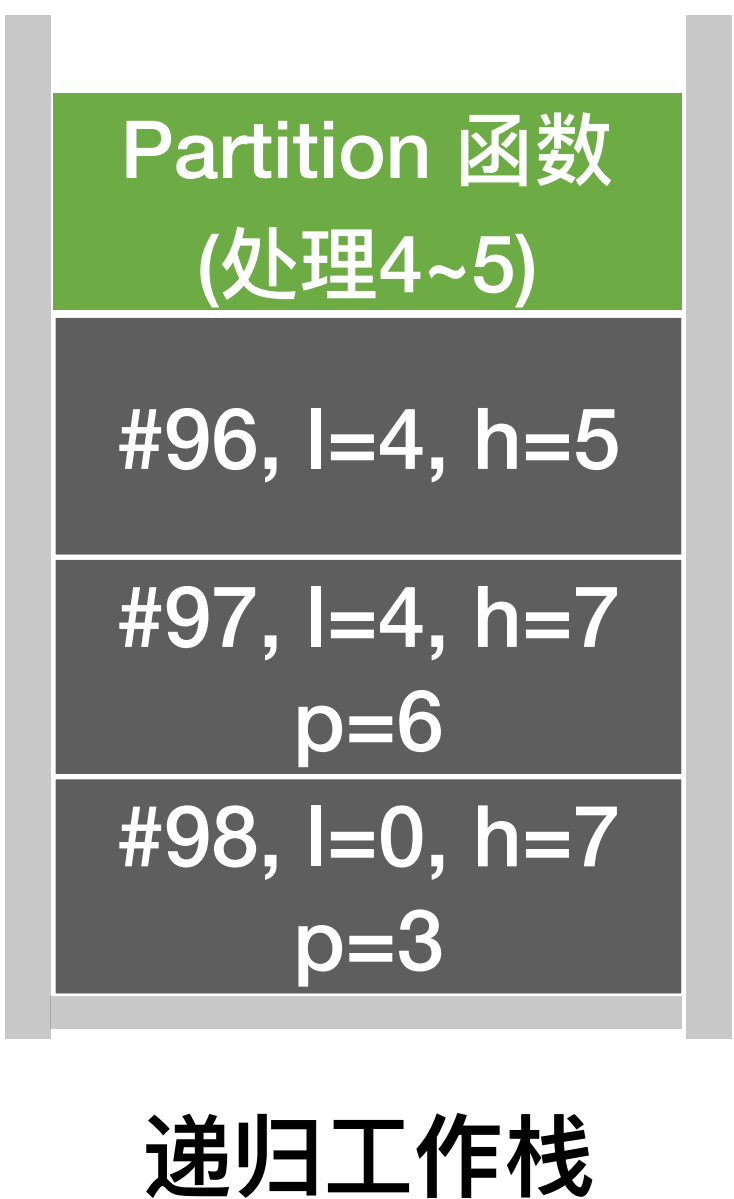 Partition 函数
(处理4~5)
#96, l=4, h=5
#97, l=4, h=7
p=6
#98, l=0, h=7
p=3
递归工作栈